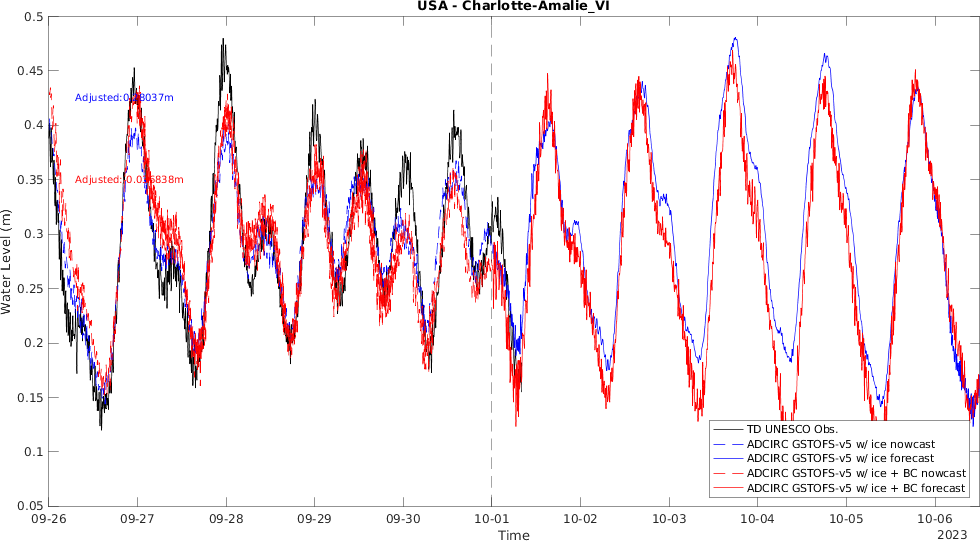 USA - Charlotte-Amalie_VI
0.5
0.45
0.4
0.35
0.3
0.25
0.2
0.15
0.1
0.05
Water Level (m)
Adjusted:
Adjusted:
TD UNESCO Obs.
ADCIRC GSTOFS-v5 w/ ice nowcast
ADCIRC GSTOFS-v5 w/ ice forecast
ADCIRC GSTOFS-v5 w/ ice + BC nowcast
ADCIRC GSTOFS-v5 w/ ice + BC forecast
09-26 09-27 09-28 09-29 09-30 10-01 10-02 10-03 10-04 10-05 10-06
Time
2023